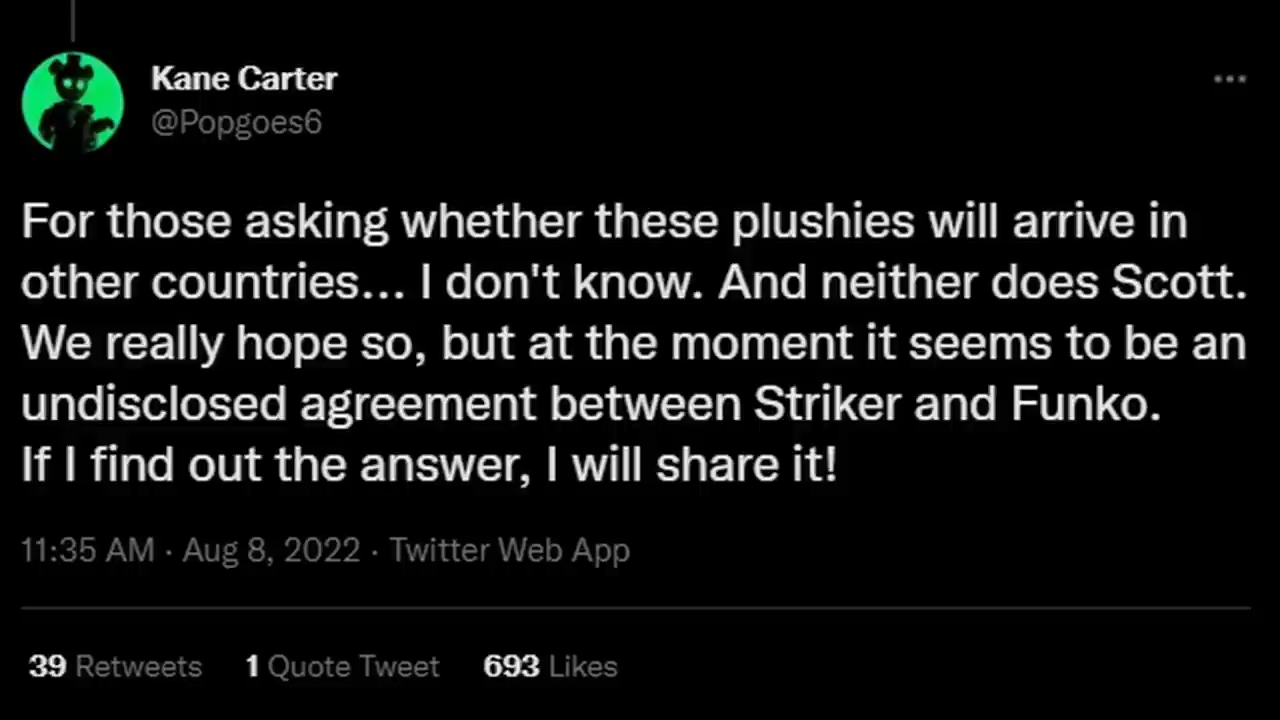 Kane Carter
@Popgoes6
For those asking whether these plushies will arrive in
other countries... I don't know. And neither does Scott.
We really hope so, but at the moment it seems to be an
undisclosed agreement between Striker and Funko.
If I find out the answer, I will share it!
11:35 AM · Aug 8, 2022 · Twitter Web App
39 Retweets 1 Quote Tweet 693 Likes